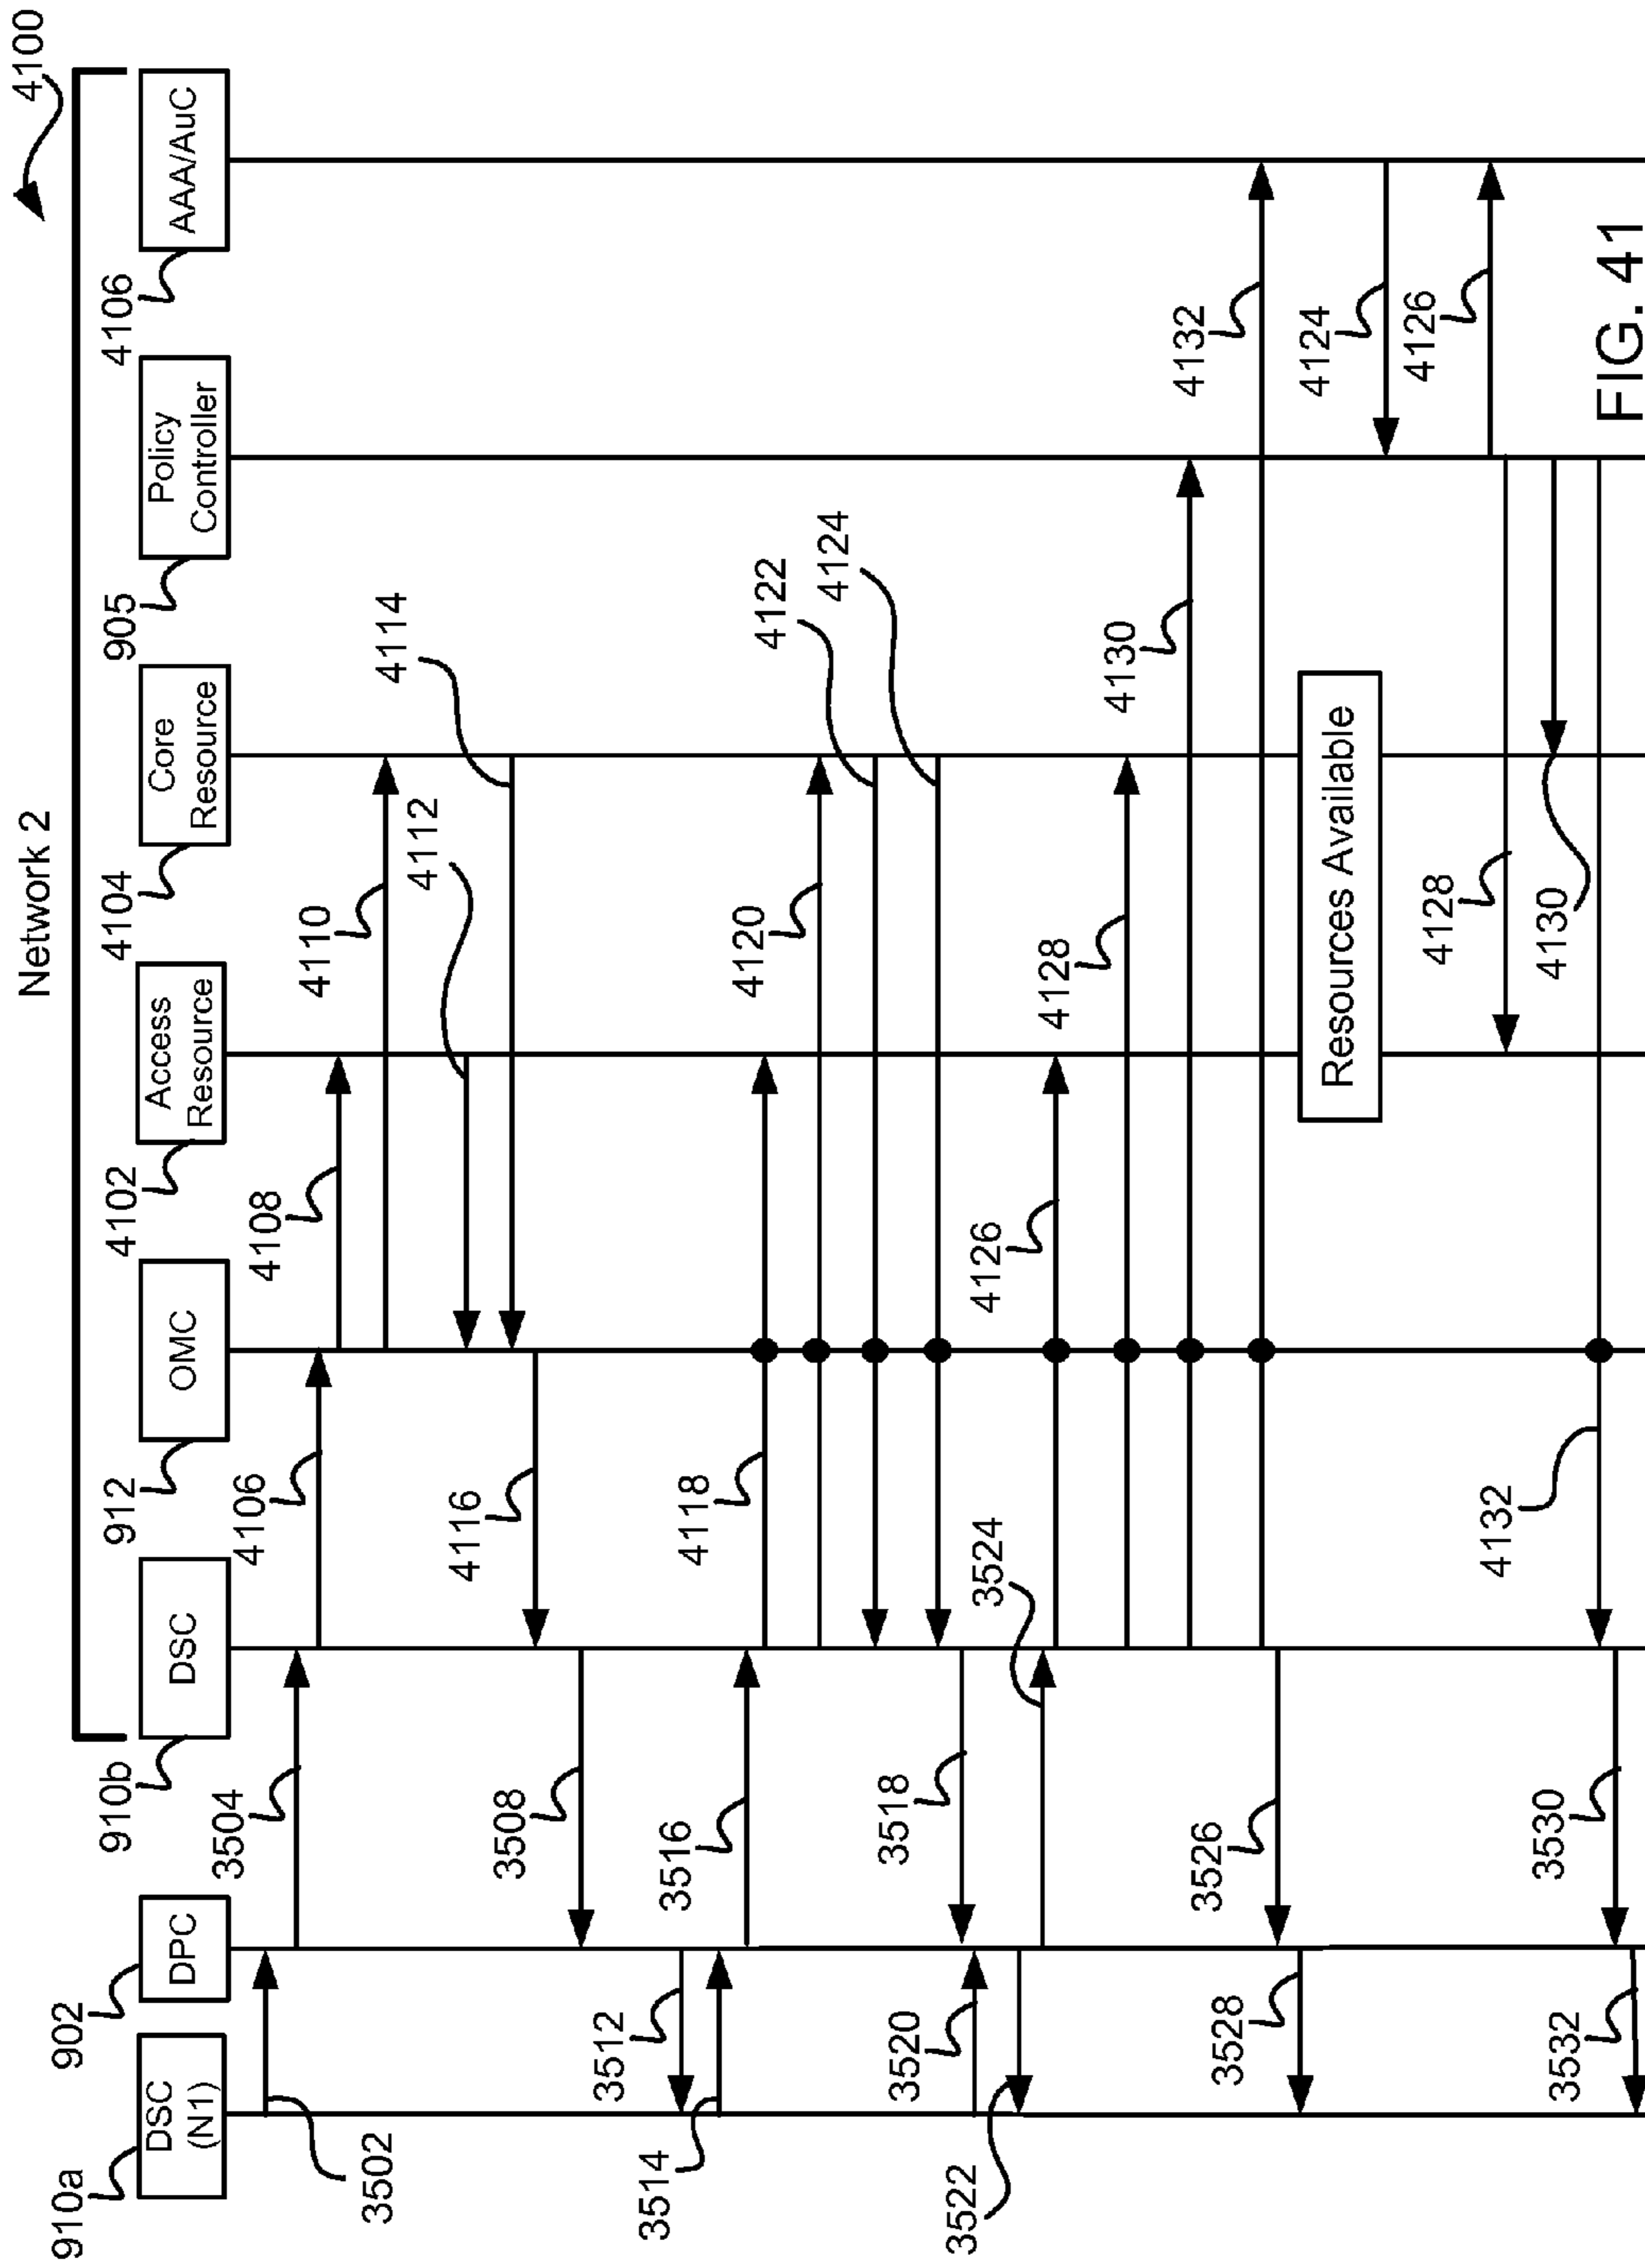 4100
Network 2
910a
902
910b
912
4102
4104
905
4106
DSC
(N1)
DPC
DSC
OMC
Access
Resource
Core
Resource
Policy
Controller
AAA/AuC
3502
3504
4106
4108
4110
4112
4114
4116
3508
3512
3514
3516
4118
4120
4122
4124
3518
3520
3522
3524
4126
4128
4130
4132
3526
3528
Resources Available
4124
4126
4128
4130
4132
3530
3532
FIG. 41